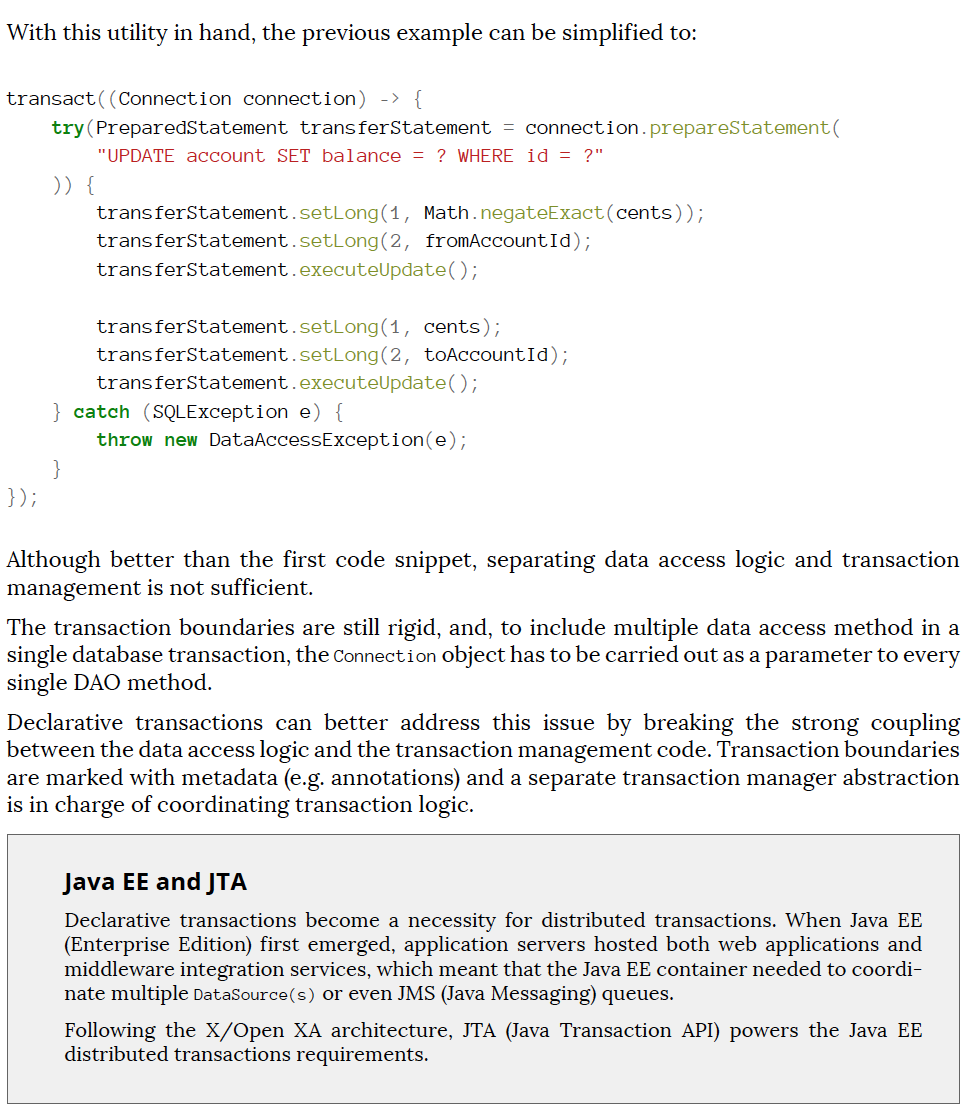 With this utility in hand, the previous example can be simplified to:
transact((Connection connection) -> {
    try(PreparedStatement transferStatement = connection.prepareStatement(
        "UPDATE account SET balance = ? WHERE id = ?"
    )) {
        transferStatement.setLong(1, Math.negateExact(cents));
        transferStatement.setLong(2, fromAccountId);
        transferStatement.executeUpdate();

        transferStatement.setLong(1, cents);
        transferStatement.setLong(2, toAccountId);
        transferStatement.executeUpdate();
    } catch (SQLException e) {
        throw new DataAccessException(e);
    }
});
Although better than the first code snippet, separating data access logic and transaction
management is not sufficient.
The transaction boundaries are still rigid, and, to include multiple data access method in a
single database transaction, the Connection object has to be carried out as a parameter to every
single DAO method.
Declarative transactions can better address this issue by breaking the strong coupling
between the data access logic and the transaction management code. Transaction boundaries
are marked with metadata (e.g. annotations) and a separate transaction manager abstraction
is in charge of coordinating transaction logic.
Java EE and JTA
Declarative transactions become a necessity for distributed transactions. When Java EE
(Enterprise Edition) first emerged, application servers hosted both web applications and
middleware integration services, which meant that the Java EE container needed to coordi-
nate multiple DataSource(s) or even JMS (Java Messaging) queues.
Following the X/Open XA architecture, JTA (Java Transaction API) powers the Java EE
distributed transactions requirements.